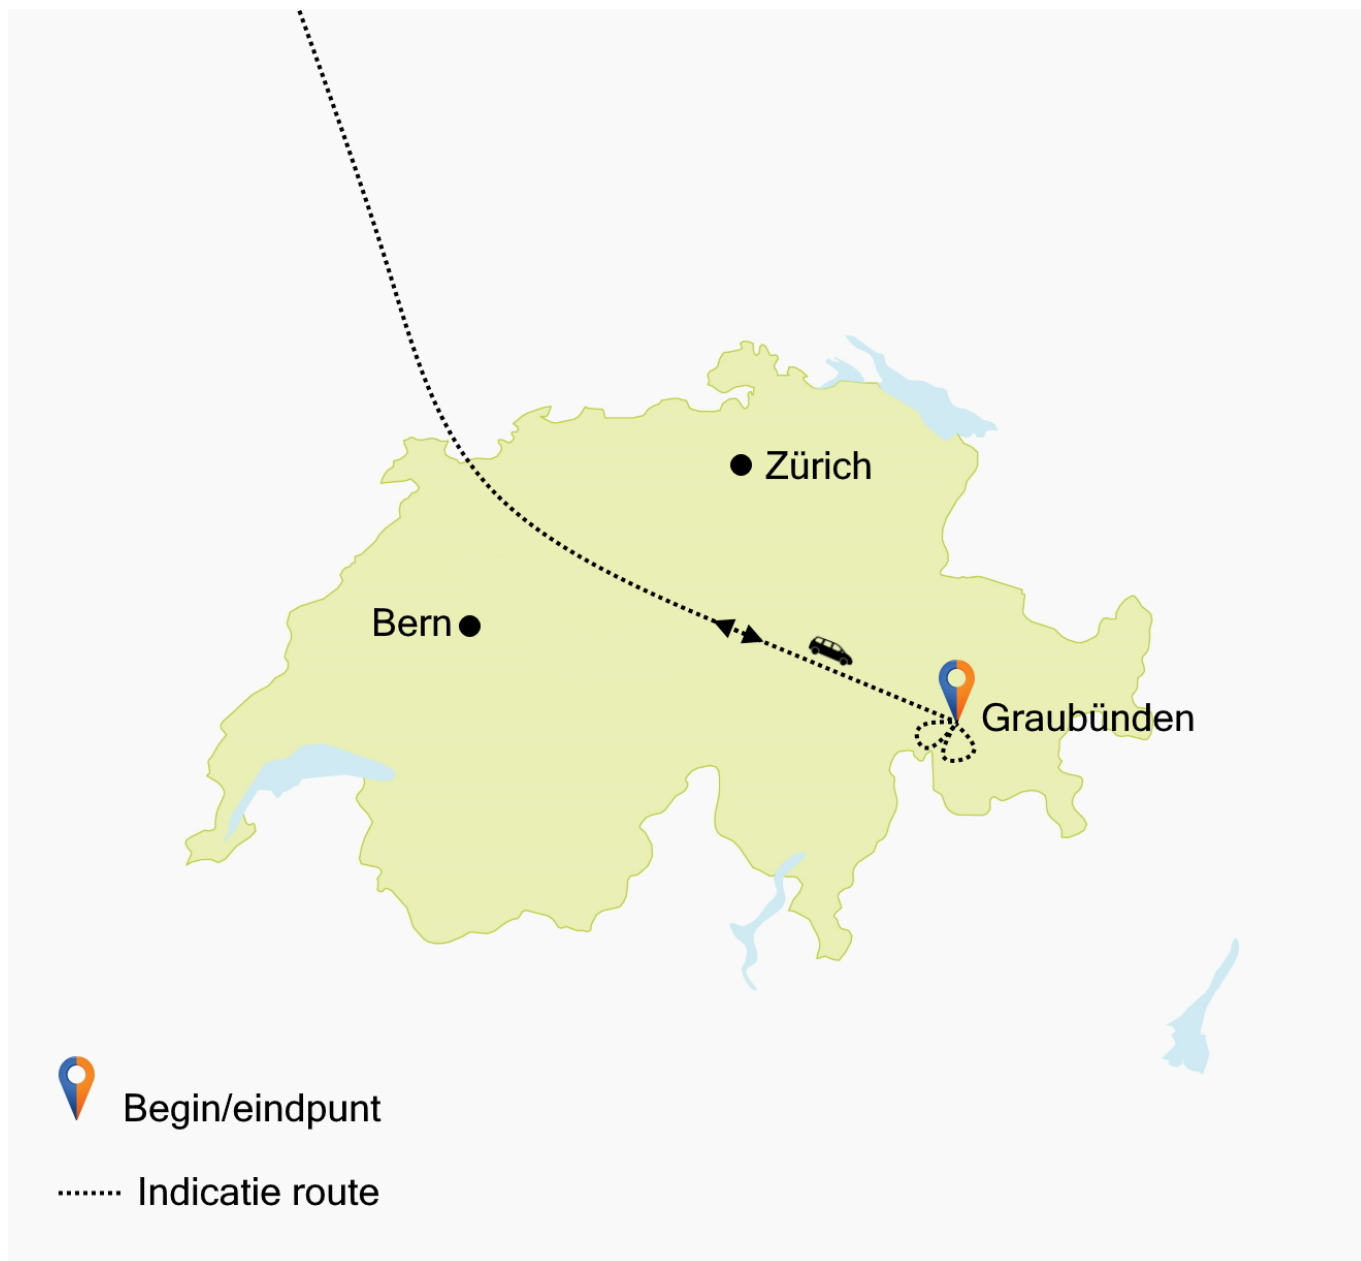 Zürich
Bern
Graubünden
Begin/eindpunt
Indicatie route